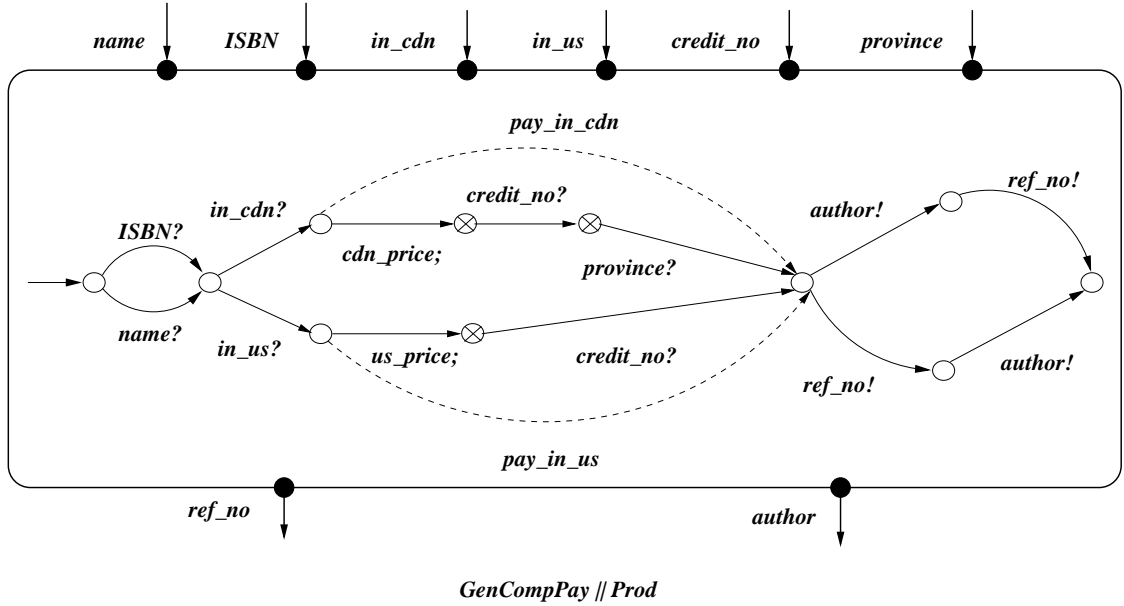 name ISBN in_cdn in_us credit_no province
pay_in_cdn
ref_no!
credit_no?
in_cdn? author!
ISBN?
cdn_price;
province?
name?
in_us? us_price; credit_no?
author!
ref_no!
pay_in_us
ref_no author
GenCompPay || Prod